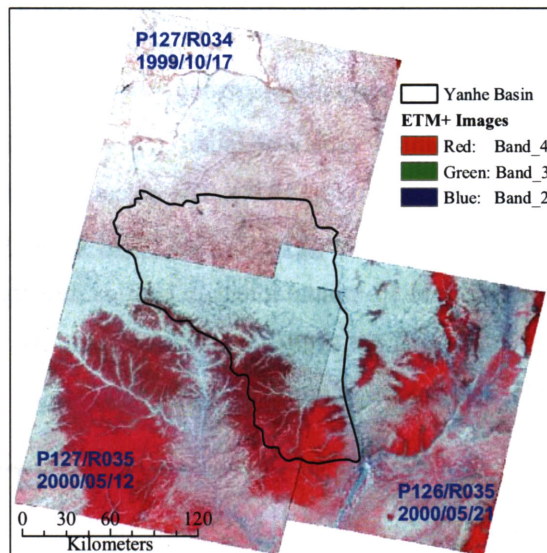 P127/R034
1999/10/17
Yanhe Basin
ETM+ Images
Red: Band_4
Green: Band_3
Blue: Band_2
P127/R035
2000/05/12
P126/R035
2000/05/21
0 30 60 120
Kilometers